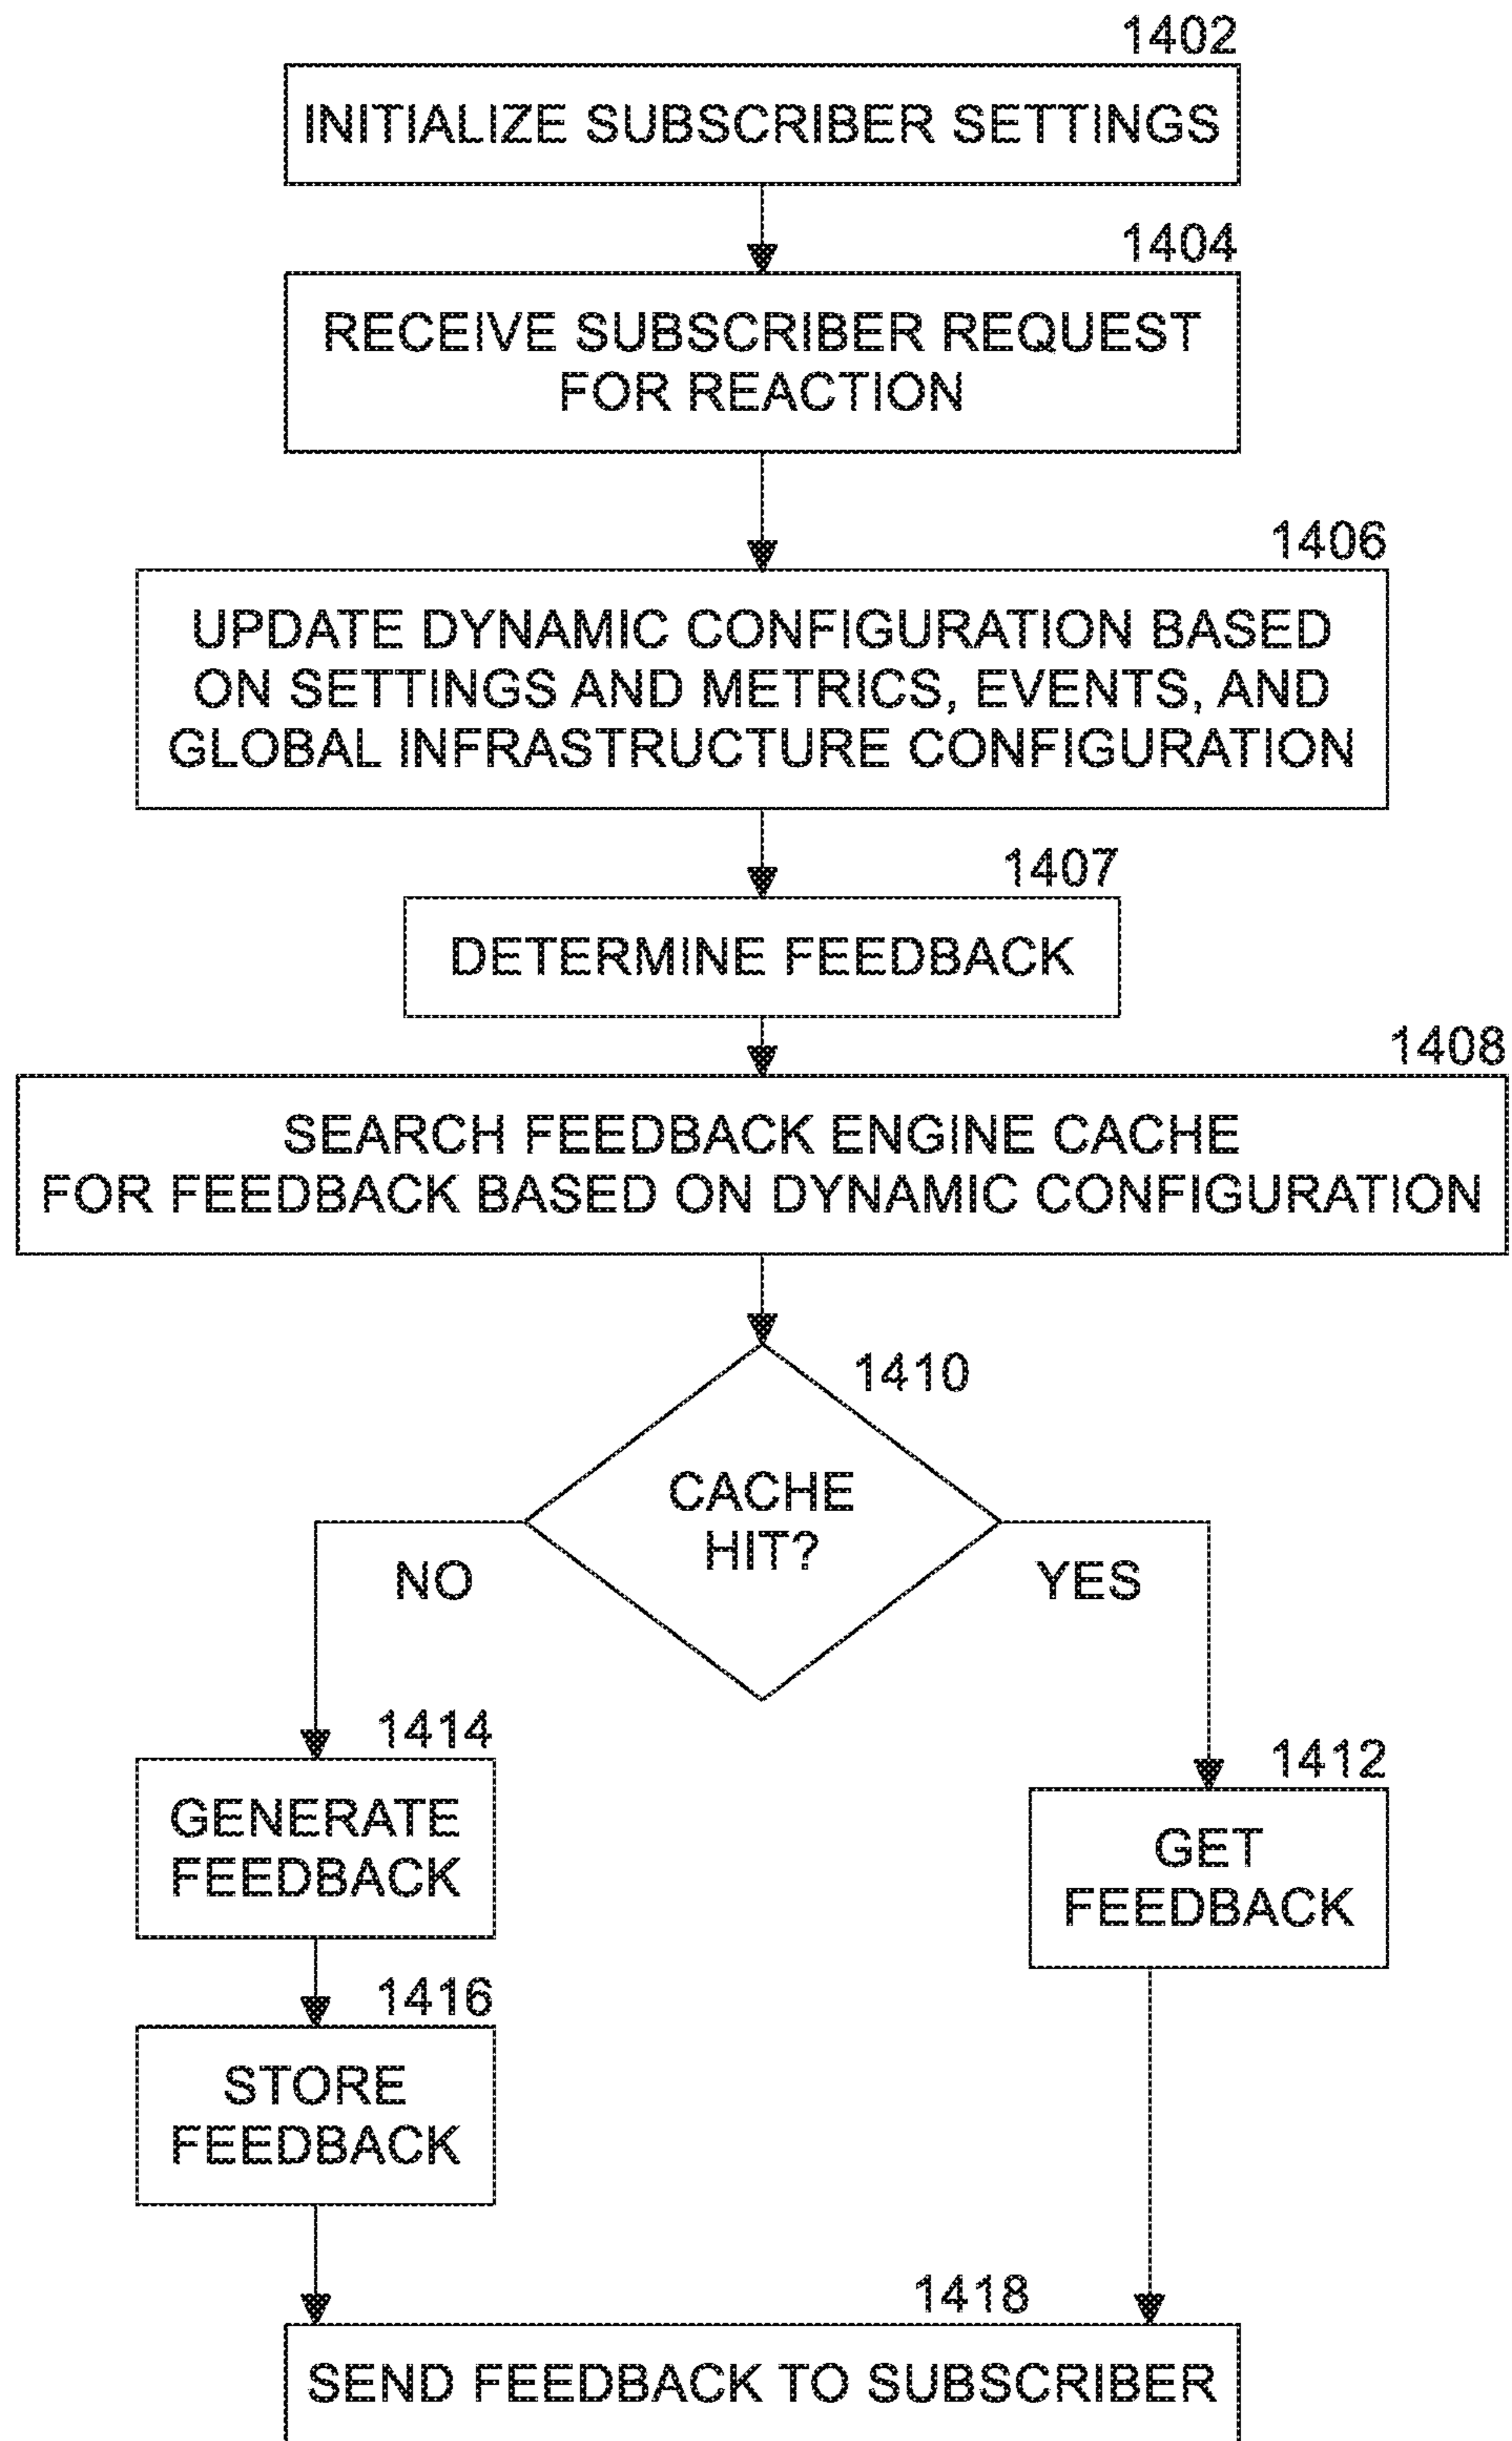 1402
INITIALIZE SUBSCRIBER SETTINGS
1404
RECEIVE SUBSCRIBER REQUEST
FOR REACTION
1406
UPDATE DYNAMIC CONFIGURATION BASED
ON SETTINGS AND METRICS, EVENTS, AND
GLOBAL INFRASTRUCTURE CONFIGURATION
1407
DETERMINE FEEDBACK
1408
SEARCH FEEDBACK ENGINE CACHE
FOR FEEDBACK BASED ON DYNAMIC CONFIGURATION
1410
CACHE
HIT?
NO
YES
1414
GENERATE
FEEDBACK
1412
GET
FEEDBACK
1416
STORE
FEEDBACK
1418
SEND FEEDBACK TO SUBSCRIBER